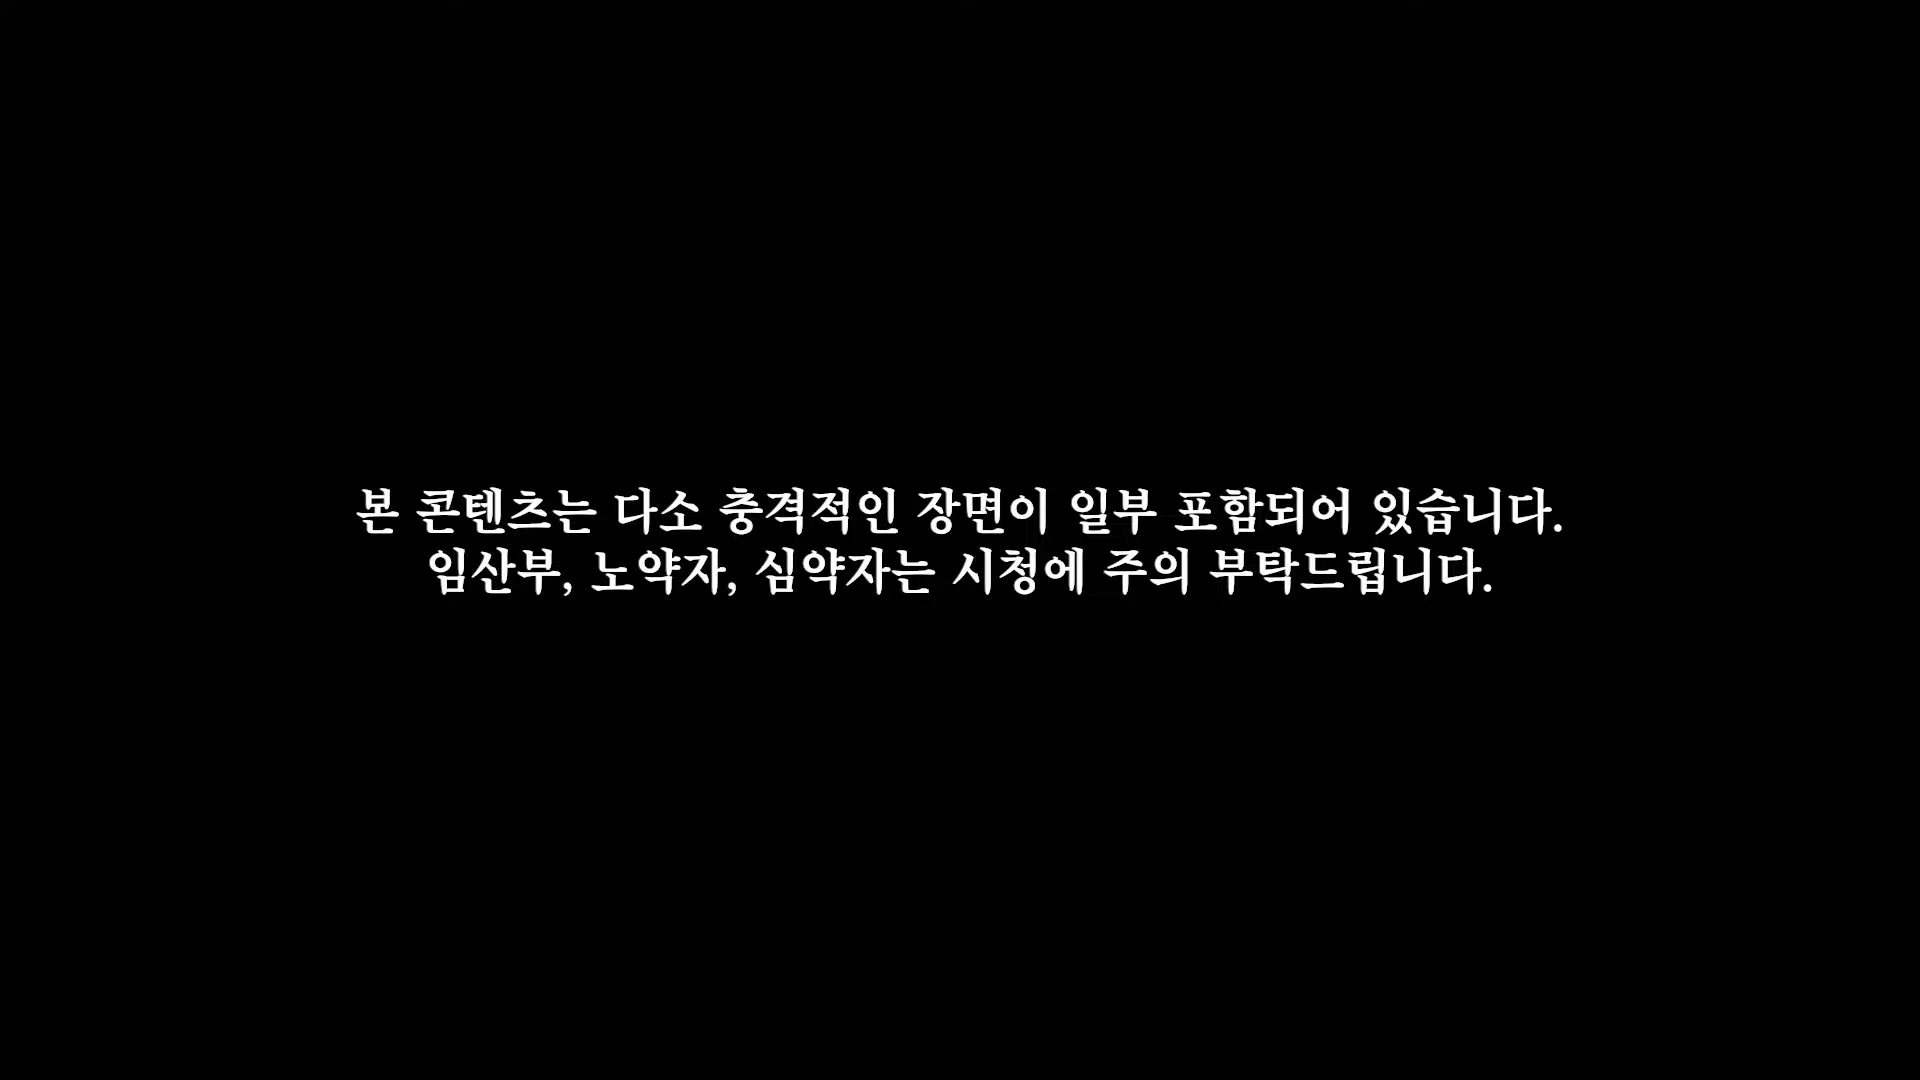 본 콘텐츠는 다소 충격적인 장면이 일부 포함되어 있습니다.
임산부, 노약자, 심약자는 시청에 주의 부탁드립니다.